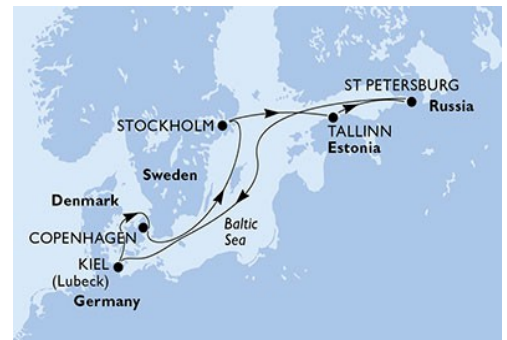 ST PETERSBURG
Russia
STOCKHOLM
TALLINN
Estonia
Sweden
Denmark
COPENHAGEN
Baltic
Sea
KIEL
(Lubeck)
Germany